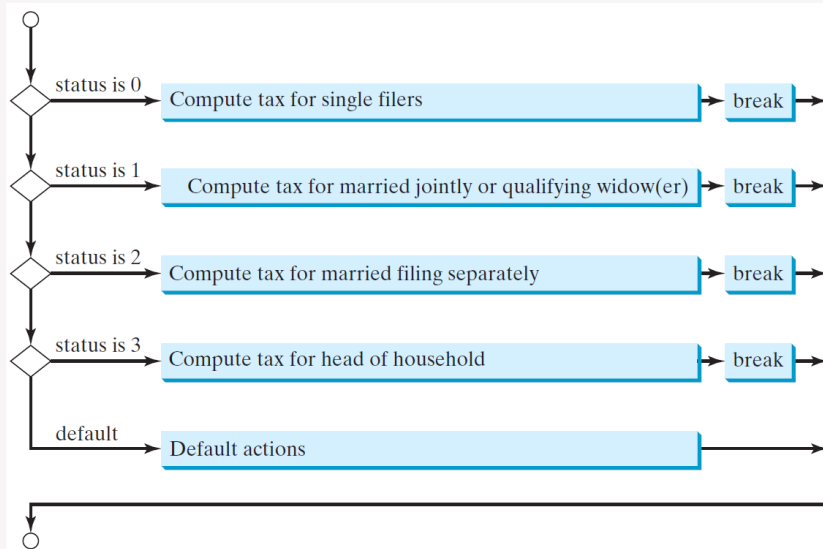 status is 0
Compute tax for single filers
break
status is 1
Compute tax for married jointly or qualifying widow(er)
break
status is 2
Compute tax for married filing separately
break
status is 3
Compute tax for head of household
break
default
Default actions